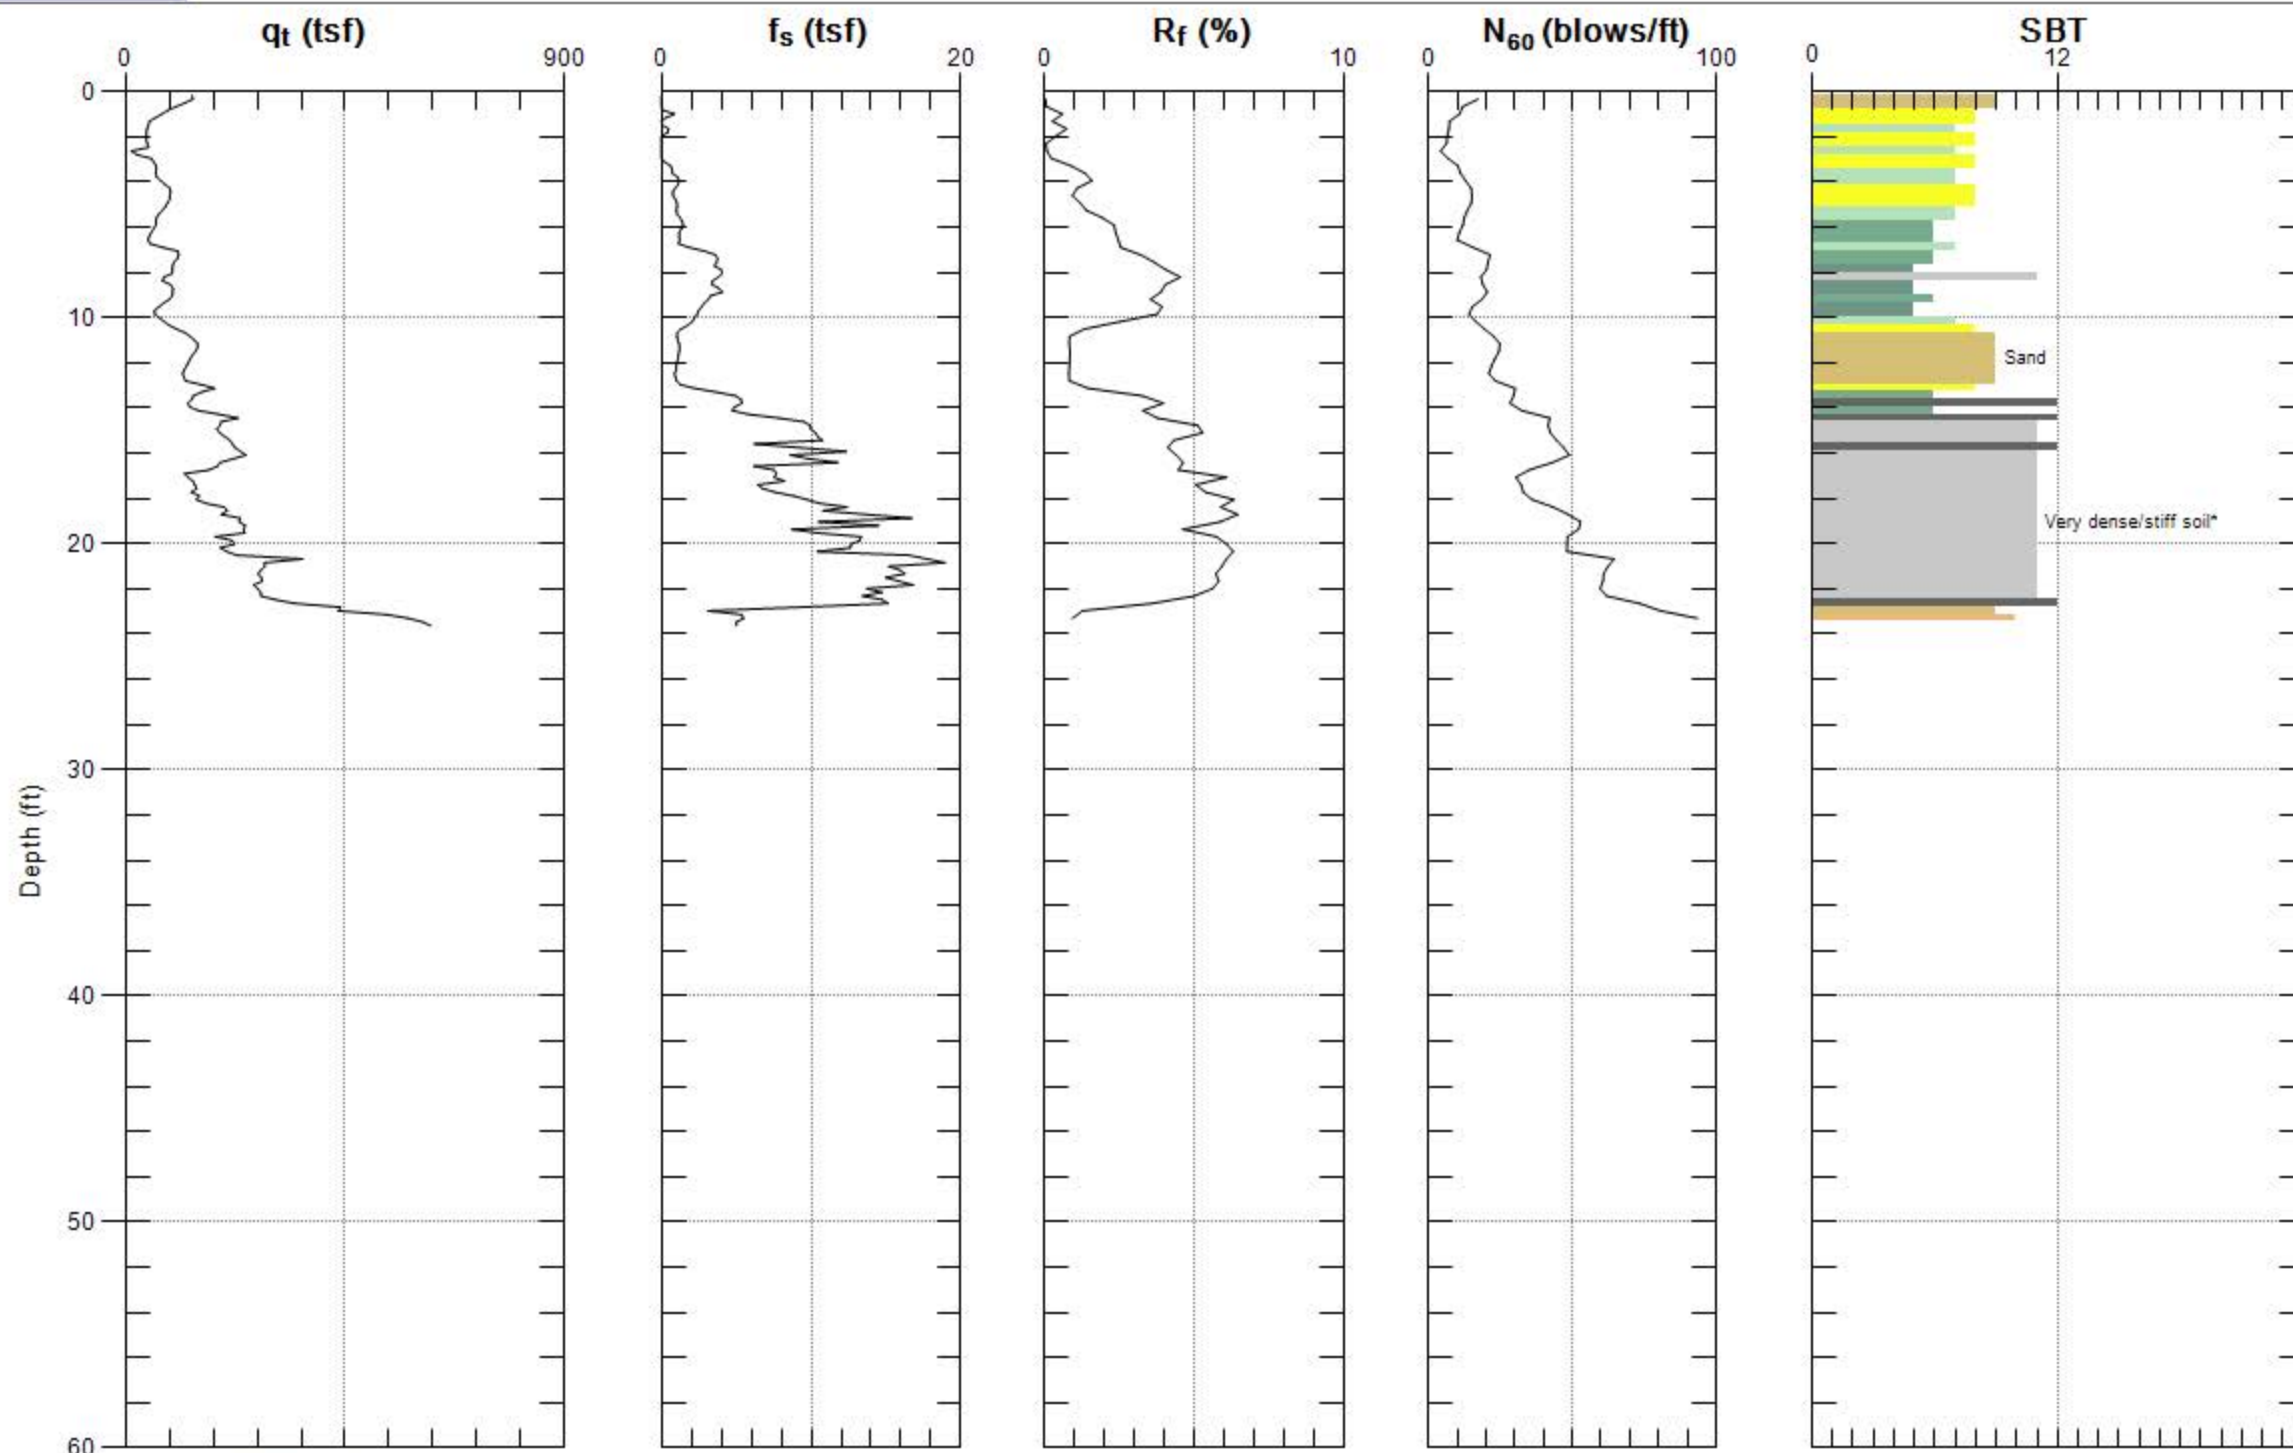 qt (tsf) fs (tsf) Rf (%) N60 (blows/ft) SBT
0 900 0 20 0 10 0 100 0 12
0
10
Sand
Very dense/stiff soil*
20
30
Depth (ft)
40
50
60